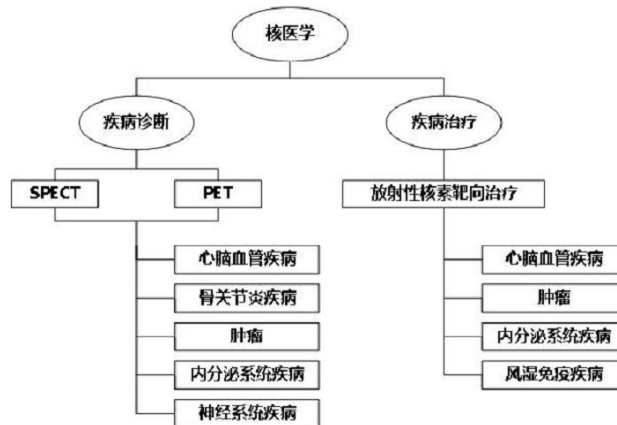 核医学
疾病诊断
疾病治疗
SPECT
PET
放射性核素靶向治疗
心脑血管疾病
骨关节炎疾病
肿瘤
内分泌系统疾病
神经系统疾病
心脑血管疾病
肿瘤
内分泌系统疾病
风湿免疫疾病